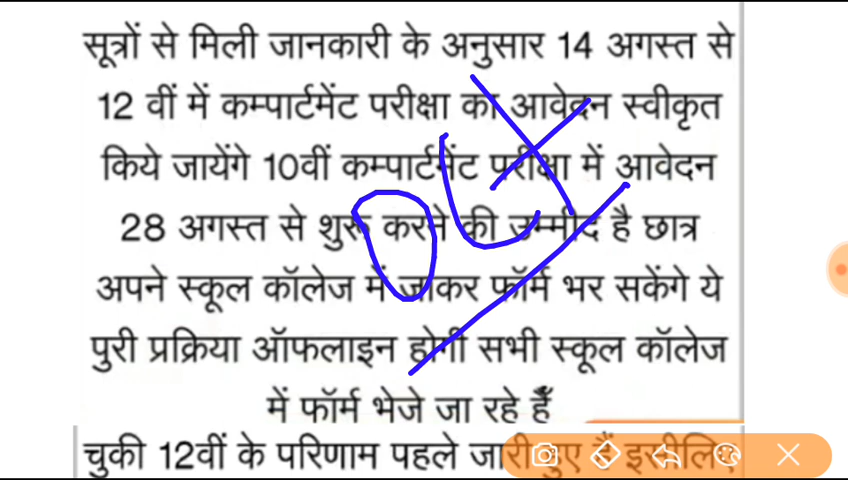 सूत्रों से मिली जानकारी के अनुसार 14 अगस्त से
12 वीं में कम्पार्टमेंट परीक्षा का आवेदन स्वीकृत
किये जायेंगे 10वीं कम्पार्टमेंट परीक्षा में आवेदन
28 अगस्त से शुरू करने की उम्मीद है छात्र
अपने स्कूल कॉलेज में जाकर फॉर्म भर सकेंगे ये
पुरी प्रक्रिया ऑफलाइन होगी सभी स्कूल कॉलेज
में फॉर्म भेजे जा रहे हैं
चुकी 12वीं के परिणाम पहले जारी हुए हैं इसीलिए